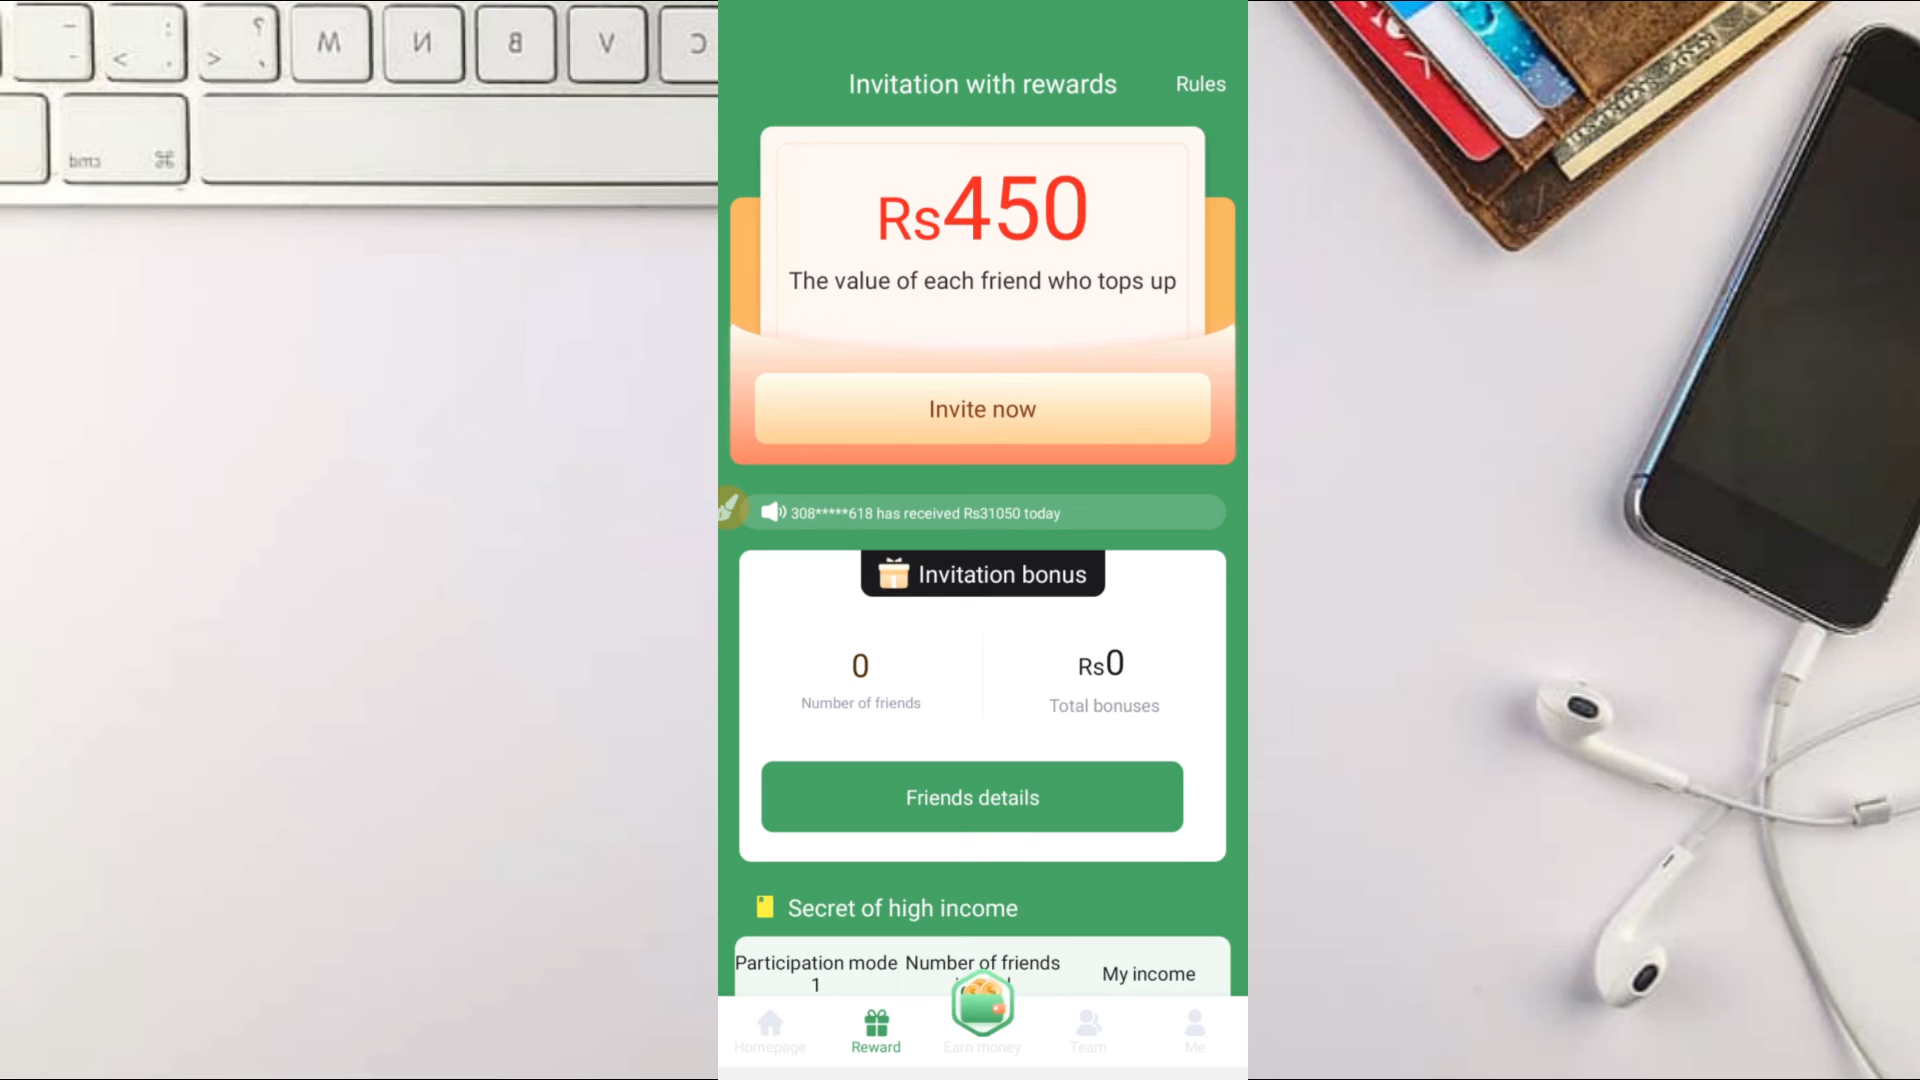 Invitation with rewards
Rules
Rs450
The value of each friend who tops up
Invite now
308*****618 has received Rs31050 today
Invitation bonus
0
Rs0
Number of friends
Total bonuses
Friends details
Secret of high income
Participation mode
1
Number of friends
My income
Homepage
Reward
Earn money
Team
Me
M
N
B
V
C
cmd